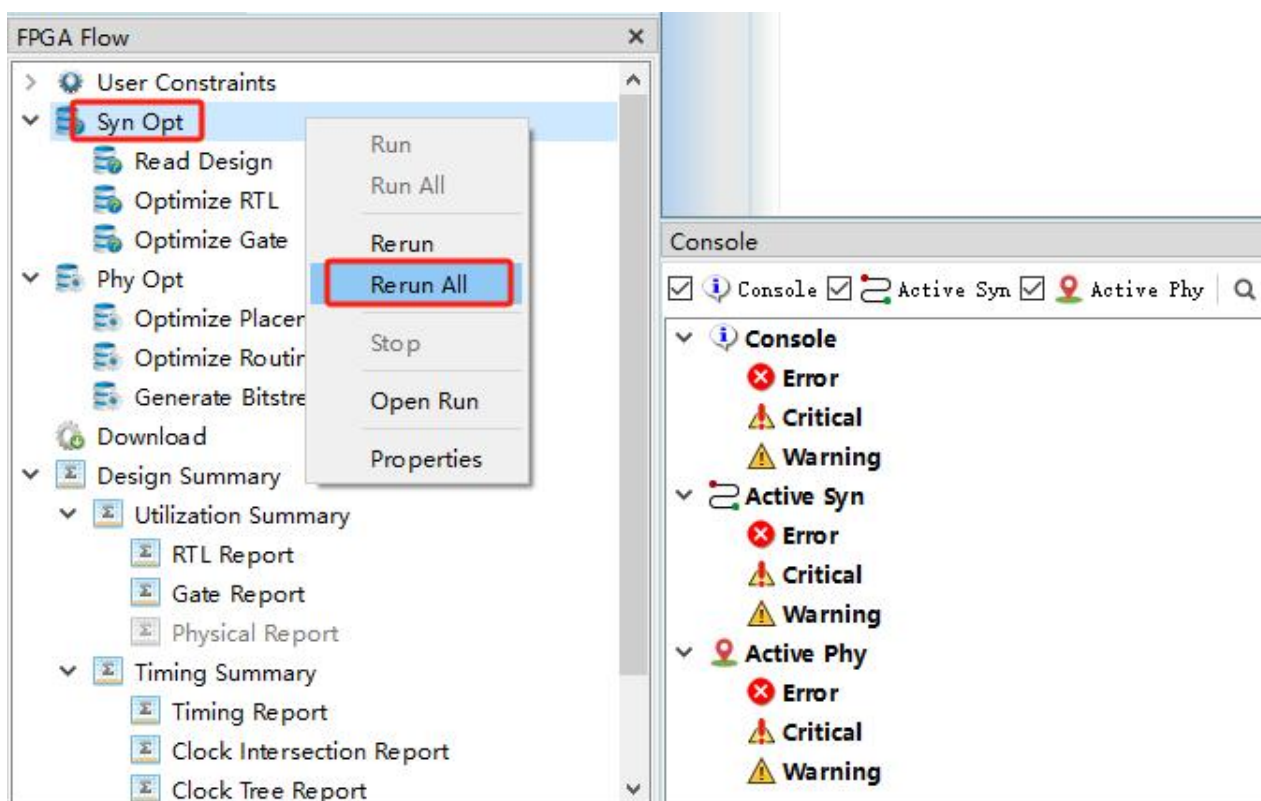 FPGA Flow
User Constraints
Syn Opt
Read Design
Optimize RTL
Optimize Gate
Phy Opt
Optimize Placer
Optimize Routin
Generate Bitstre
Download
Design Summary
Utilization Summary
RTL Report
Gate Report
Physical Report
Timing Summary
Timing Report
Clock Intersection Report
Clock Tree Report
Run
Run All
Rerun
Rerun All
Stop
Open Run
Properties
Console
Console Active Syn Active Phy
Console
Error
Critical
Warning
Active Syn
Error
Critical
Warning
Active Phy
Error
Critical
Warning